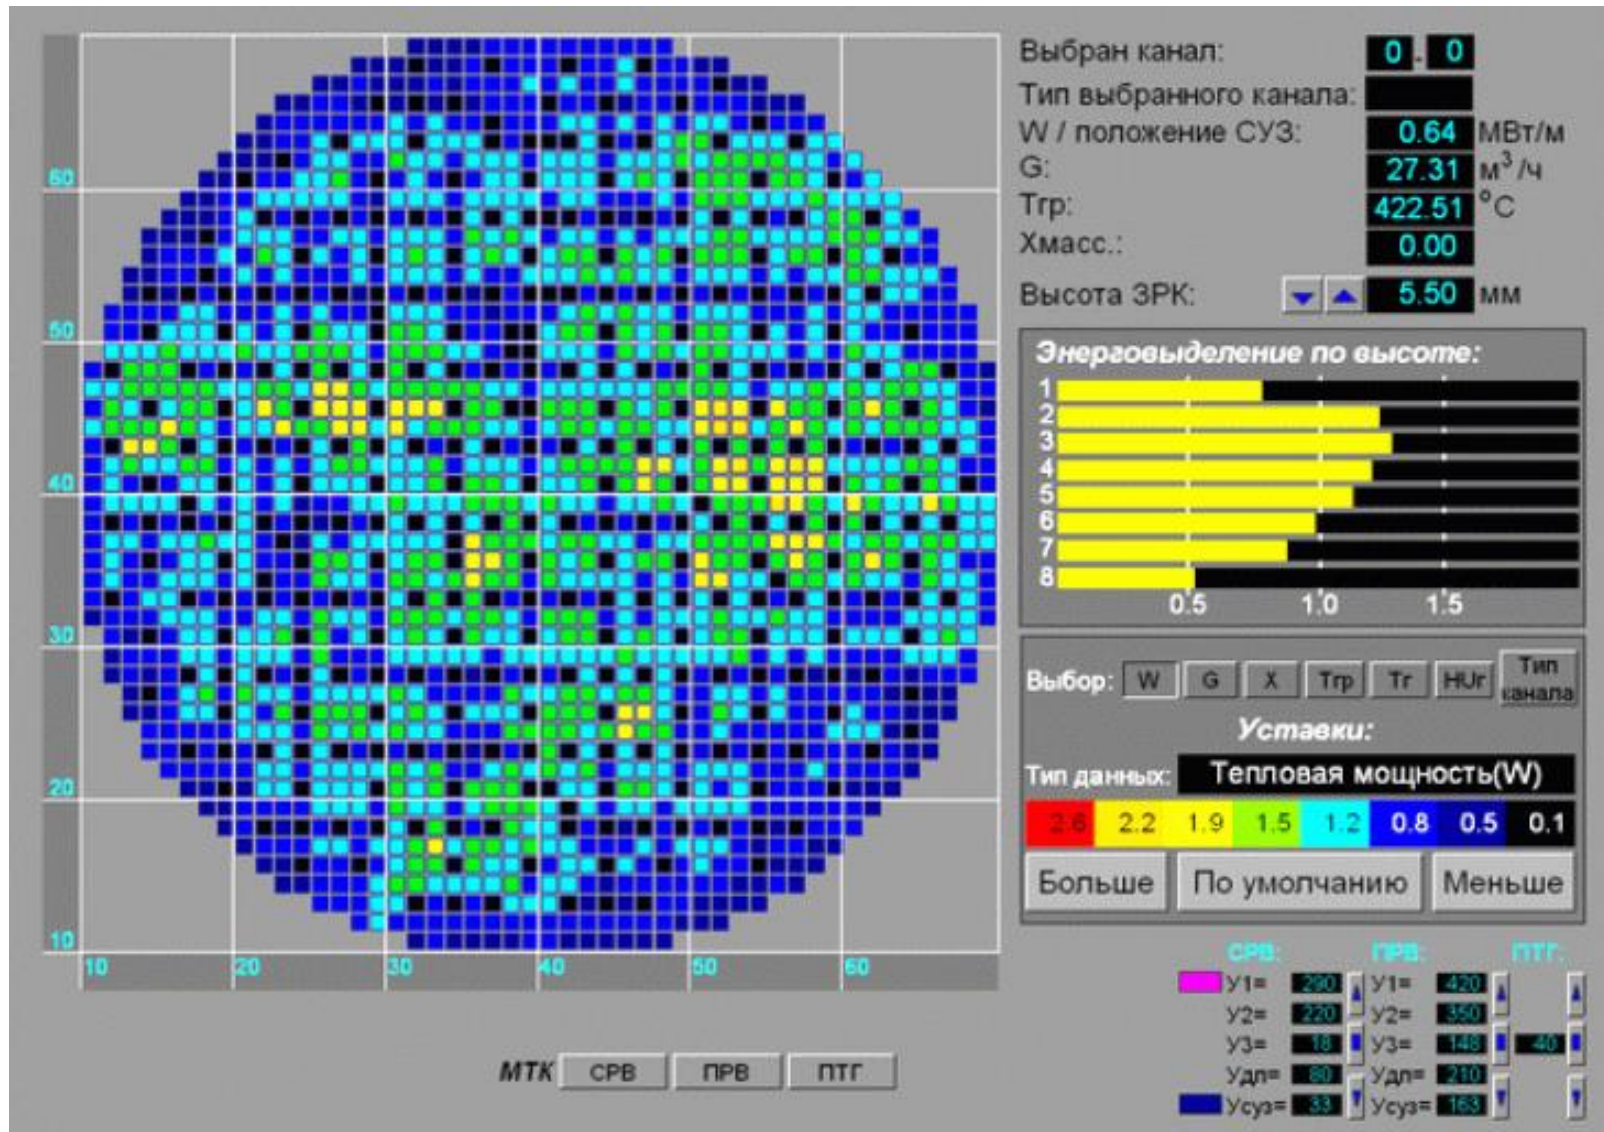 Выбран канал: 0 - 0
Тип выбранного канала:
W / положение СУЗ: 0.64 МВт/м
G: 27.31 м³/ч
Тгр: 422.51 °С
Хмасс.: 0.00
Высота ЗРК: 5.50 мм
Энерговыделение по высоте:
1
2
3
4
5
6
7
8
0.5 1.0 1.5
Выбор: W G X Тгр Тг HUг Тип канала
Уставки:
Тип данных: Тепловая мощность(W)
2.6 2.2 1.9 1.5 1.2 0.8 0.5 0.1
Больше По умолчанию Меньше
СРВ: ПРВ: ПТГ:
У1= 290 У1= 420
У2= 220 У2= 350
У3= 18 У3= 148 40
Удп= 80 Удп= 210
Усуз= 33 Усуз= 163
60
50
40
30
20
10
10 20 30 40 50 60
МТК СРВ ПРВ ПТГ